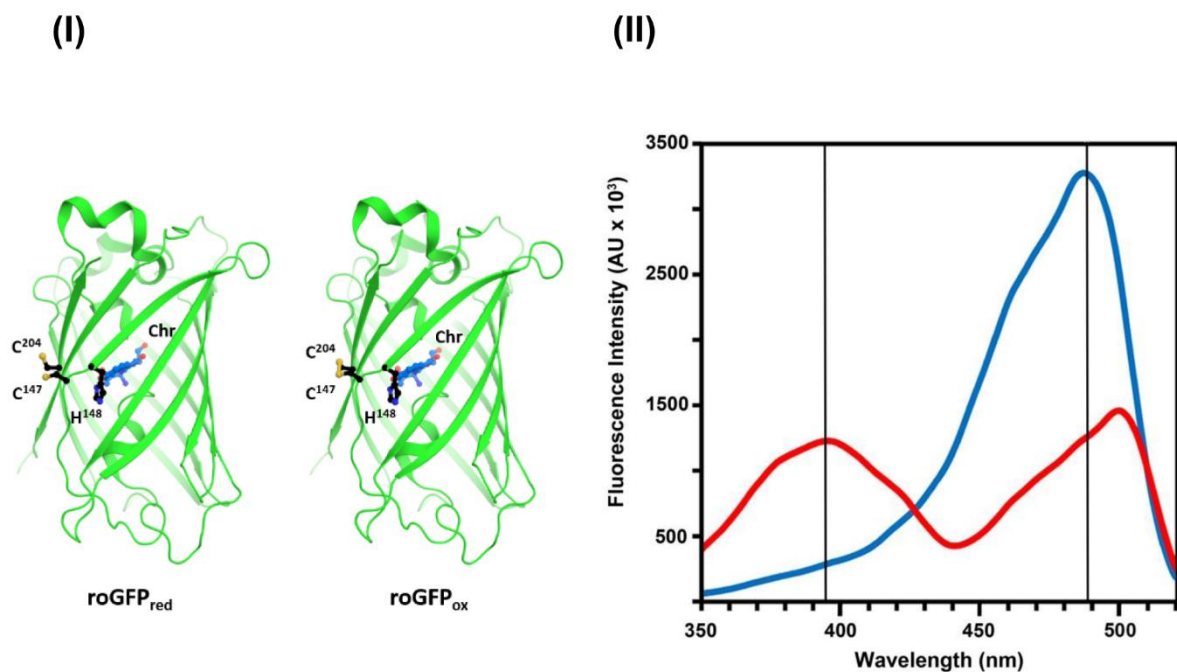 (I)
C²⁰⁴
C¹⁴⁷
H¹⁴⁸
Chr
roGFPred
C²⁰⁴
C¹⁴⁷
H¹⁴⁸
Chr
roGFPox
(II)
Fluorescence Intensity (AU x 10³)
3500
2500
1500
500
350
400
450
500
Wavelength (nm)